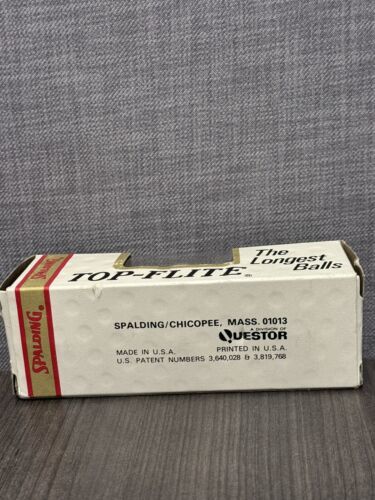 SPALDING
TOP-FLITE®
The
Longest
Balls
SPALDING®
SPALDING/CHICOPEE, MASS. 01013
A DIVISION OF
QUESTOR
MADE IN U.S.A.
PRINTED IN U.S.A.
U.S. PATENT NUMBERS 3,640,028 & 3,819,768